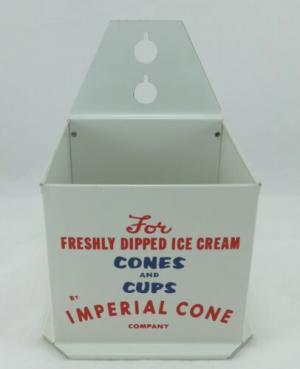 For
FRESHLY DIPPED ICE CREAM
CONES
AND
CUPS
BY
IMPERIAL CONE
COMPANY